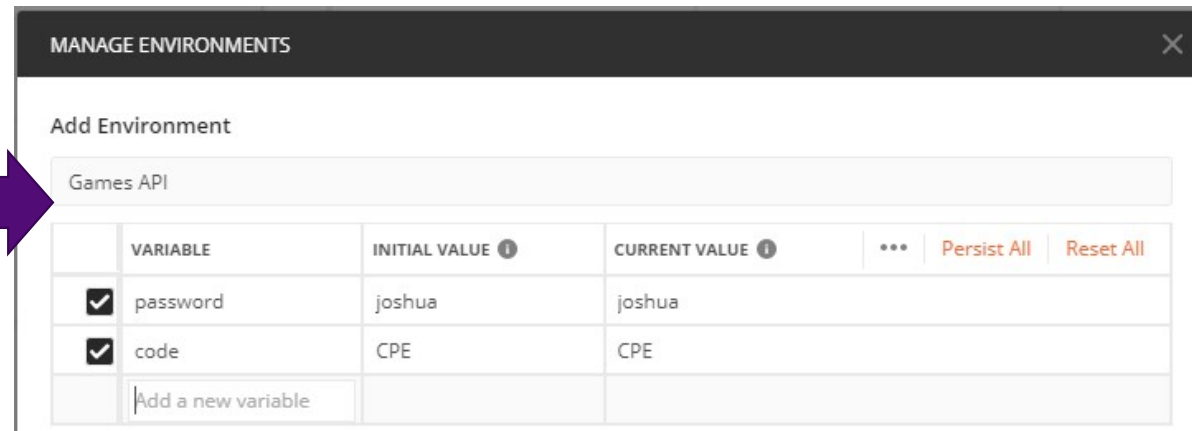 MANAGE ENVIRONMENTS
Add Environment
Games API
VARIABLE INITIAL VALUE CURRENT VALUE ••• Persist All Reset All
password joshua joshua
code CPE CPE
Add a new variable